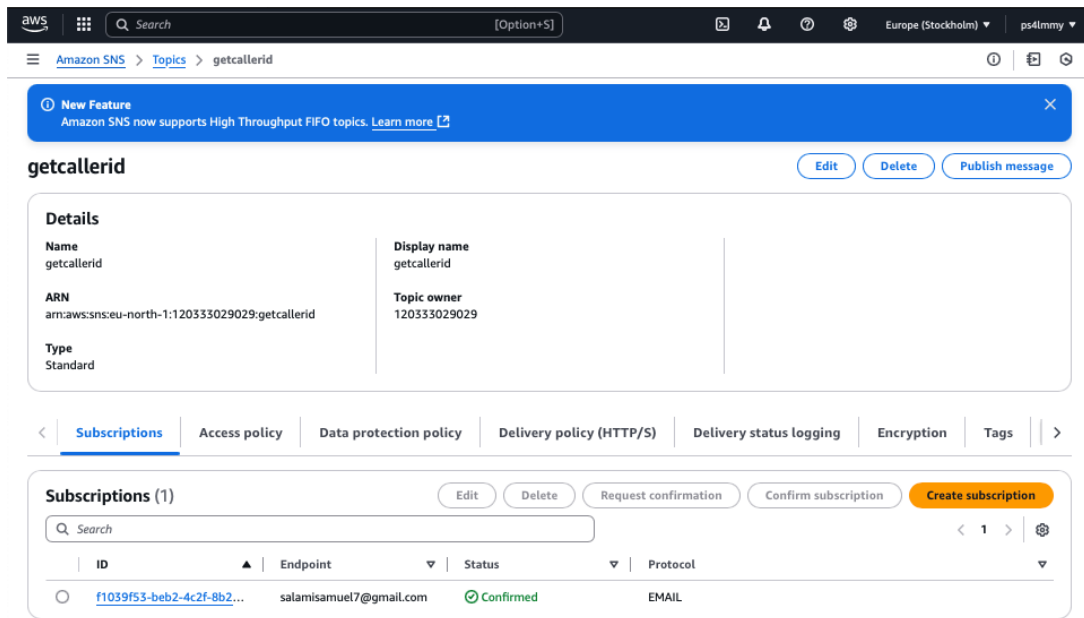 aws Search [Option+S] Europe (Stockholm) ps4lmmy
Amazon SNS > Topics > getcallerid
New Feature
Amazon SNS now supports High Throughput FIFO topics. Learn more
getcallerid Edit Delete Publish message
Details
Name Display name
getcallerid getcallerid
ARN Topic owner
arn:aws:sns:eu-north-1:120333029029:getcallerid 120333029029
Type
Standard
Subscriptions Access policy Data protection policy Delivery policy (HTTP/S) Delivery status logging Encryption Tags
Subscriptions (1) Edit Delete Request confirmation Confirm subscription Create subscription
Search 1
ID Endpoint Status Protocol
f1039f53-beb2-4c2f-8b2... salamisamuel7@gmail.com Confirmed EMAIL